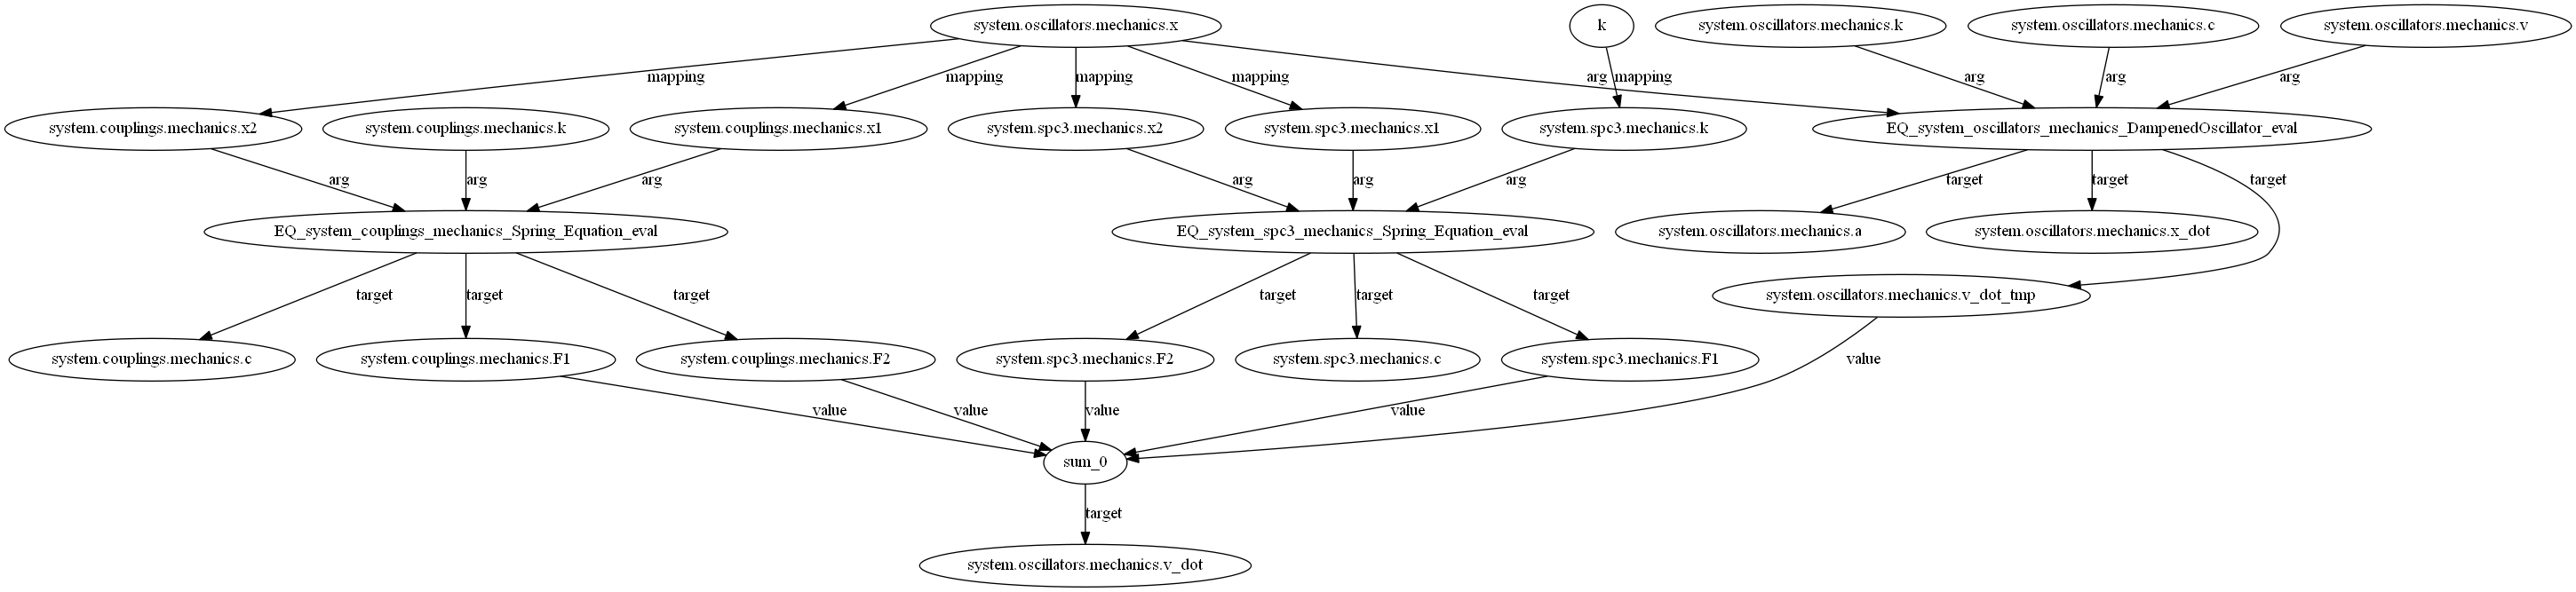 system.oscillators.mechanics.x
k
system.oscillators.mechanics.k
system.oscillators.mechanics.c
system.oscillators.mechanics.v
mapping
mapping
mapping
mapping
arg
mapping
arg
arg
arg
system.couplings.mechanics.x2
system.couplings.mechanics.k
system.couplings.mechanics.x1
system.spc3.mechanics.x2
system.spc3.mechanics.x1
system.spc3.mechanics.k
EQ_system_oscillators_mechanics_DampenedOscillator_eval
arg
arg
arg
arg
arg
arg
target
target
target
EQ_system_couplings_mechanics_Spring_Equation_eval
EQ_system_spc3_mechanics_Spring_Equation_eval
system.oscillators.mechanics.a
system.oscillators.mechanics.x_dot
target
target
target
target
target
target
system.oscillators.mechanics.v_dot_tmp
system.couplings.mechanics.c
system.couplings.mechanics.F1
system.couplings.mechanics.F2
system.spc3.mechanics.F2
system.spc3.mechanics.c
system.spc3.mechanics.F1
value
value
value
value
value
sum_0
target
system.oscillators.mechanics.v_dot